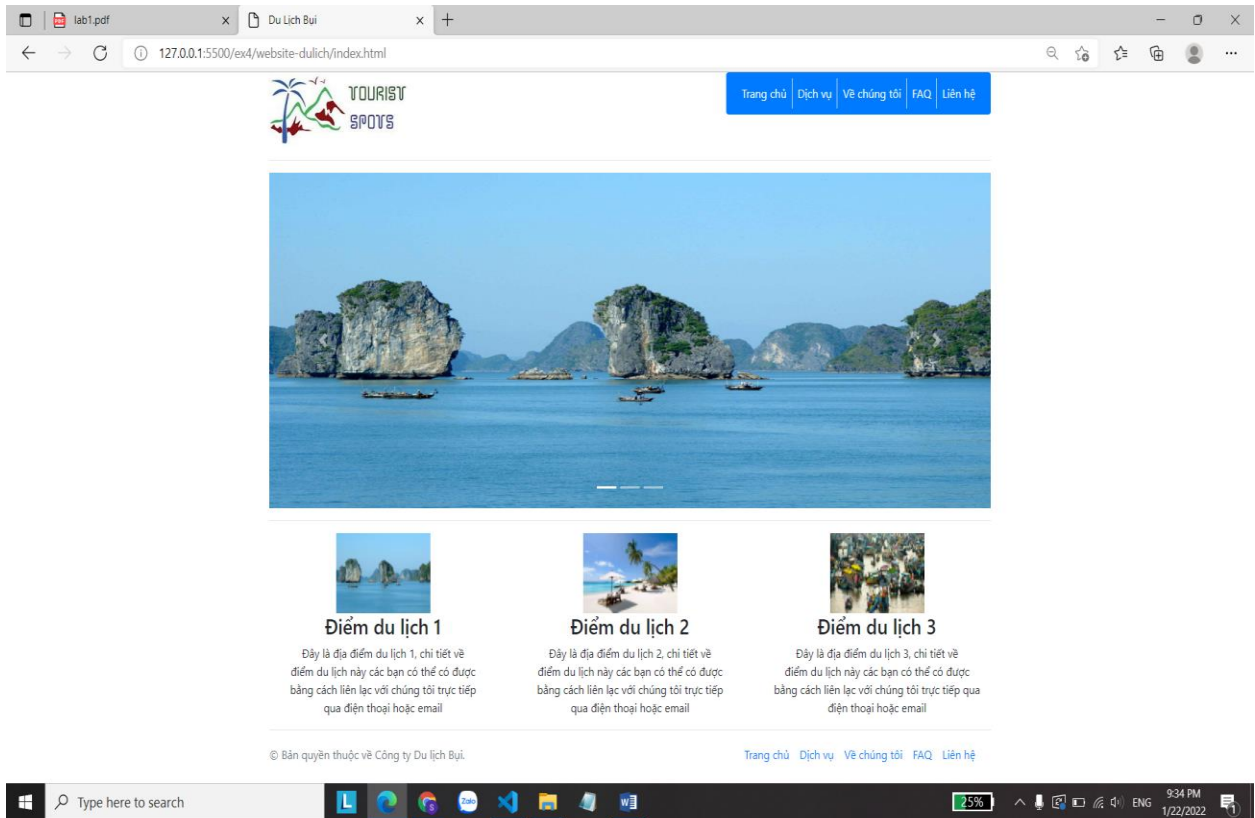 lab1.pdf
Du Lịch Bụi
127.0.0.1:5500/ex4/website-dulich/index.html
TOURIST
SPOTS
Trang chủ
Dịch vụ
Về chúng tôi
FAQ
Liên hệ
Điểm du lịch 1
Đây là địa điểm du lịch 1, chi tiết về
điểm du lịch này các bạn có thể có được
bằng cách liên lạc với chúng tôi trực tiếp
qua điện thoại hoặc email
Điểm du lịch 2
Đây là địa điểm du lịch 2, chi tiết về
điểm du lịch này các bạn có thể có được
bằng cách liên lạc với chúng tôi trực tiếp
qua điện thoại hoặc email
Điểm du lịch 3
Đây là địa điểm du lịch 3, chi tiết về
điểm du lịch này các bạn có thể có được
bằng cách liên lạc với chúng tôi trực tiếp qua
điện thoại hoặc email
© Bản quyền thuộc về Công ty Du lịch Bụi.
Trang chủ Dịch vụ Về chúng tôi FAQ Liên hệ
Type here to search
L
Zalo
25%
ENG
9:34 PM
1/22/2022
1